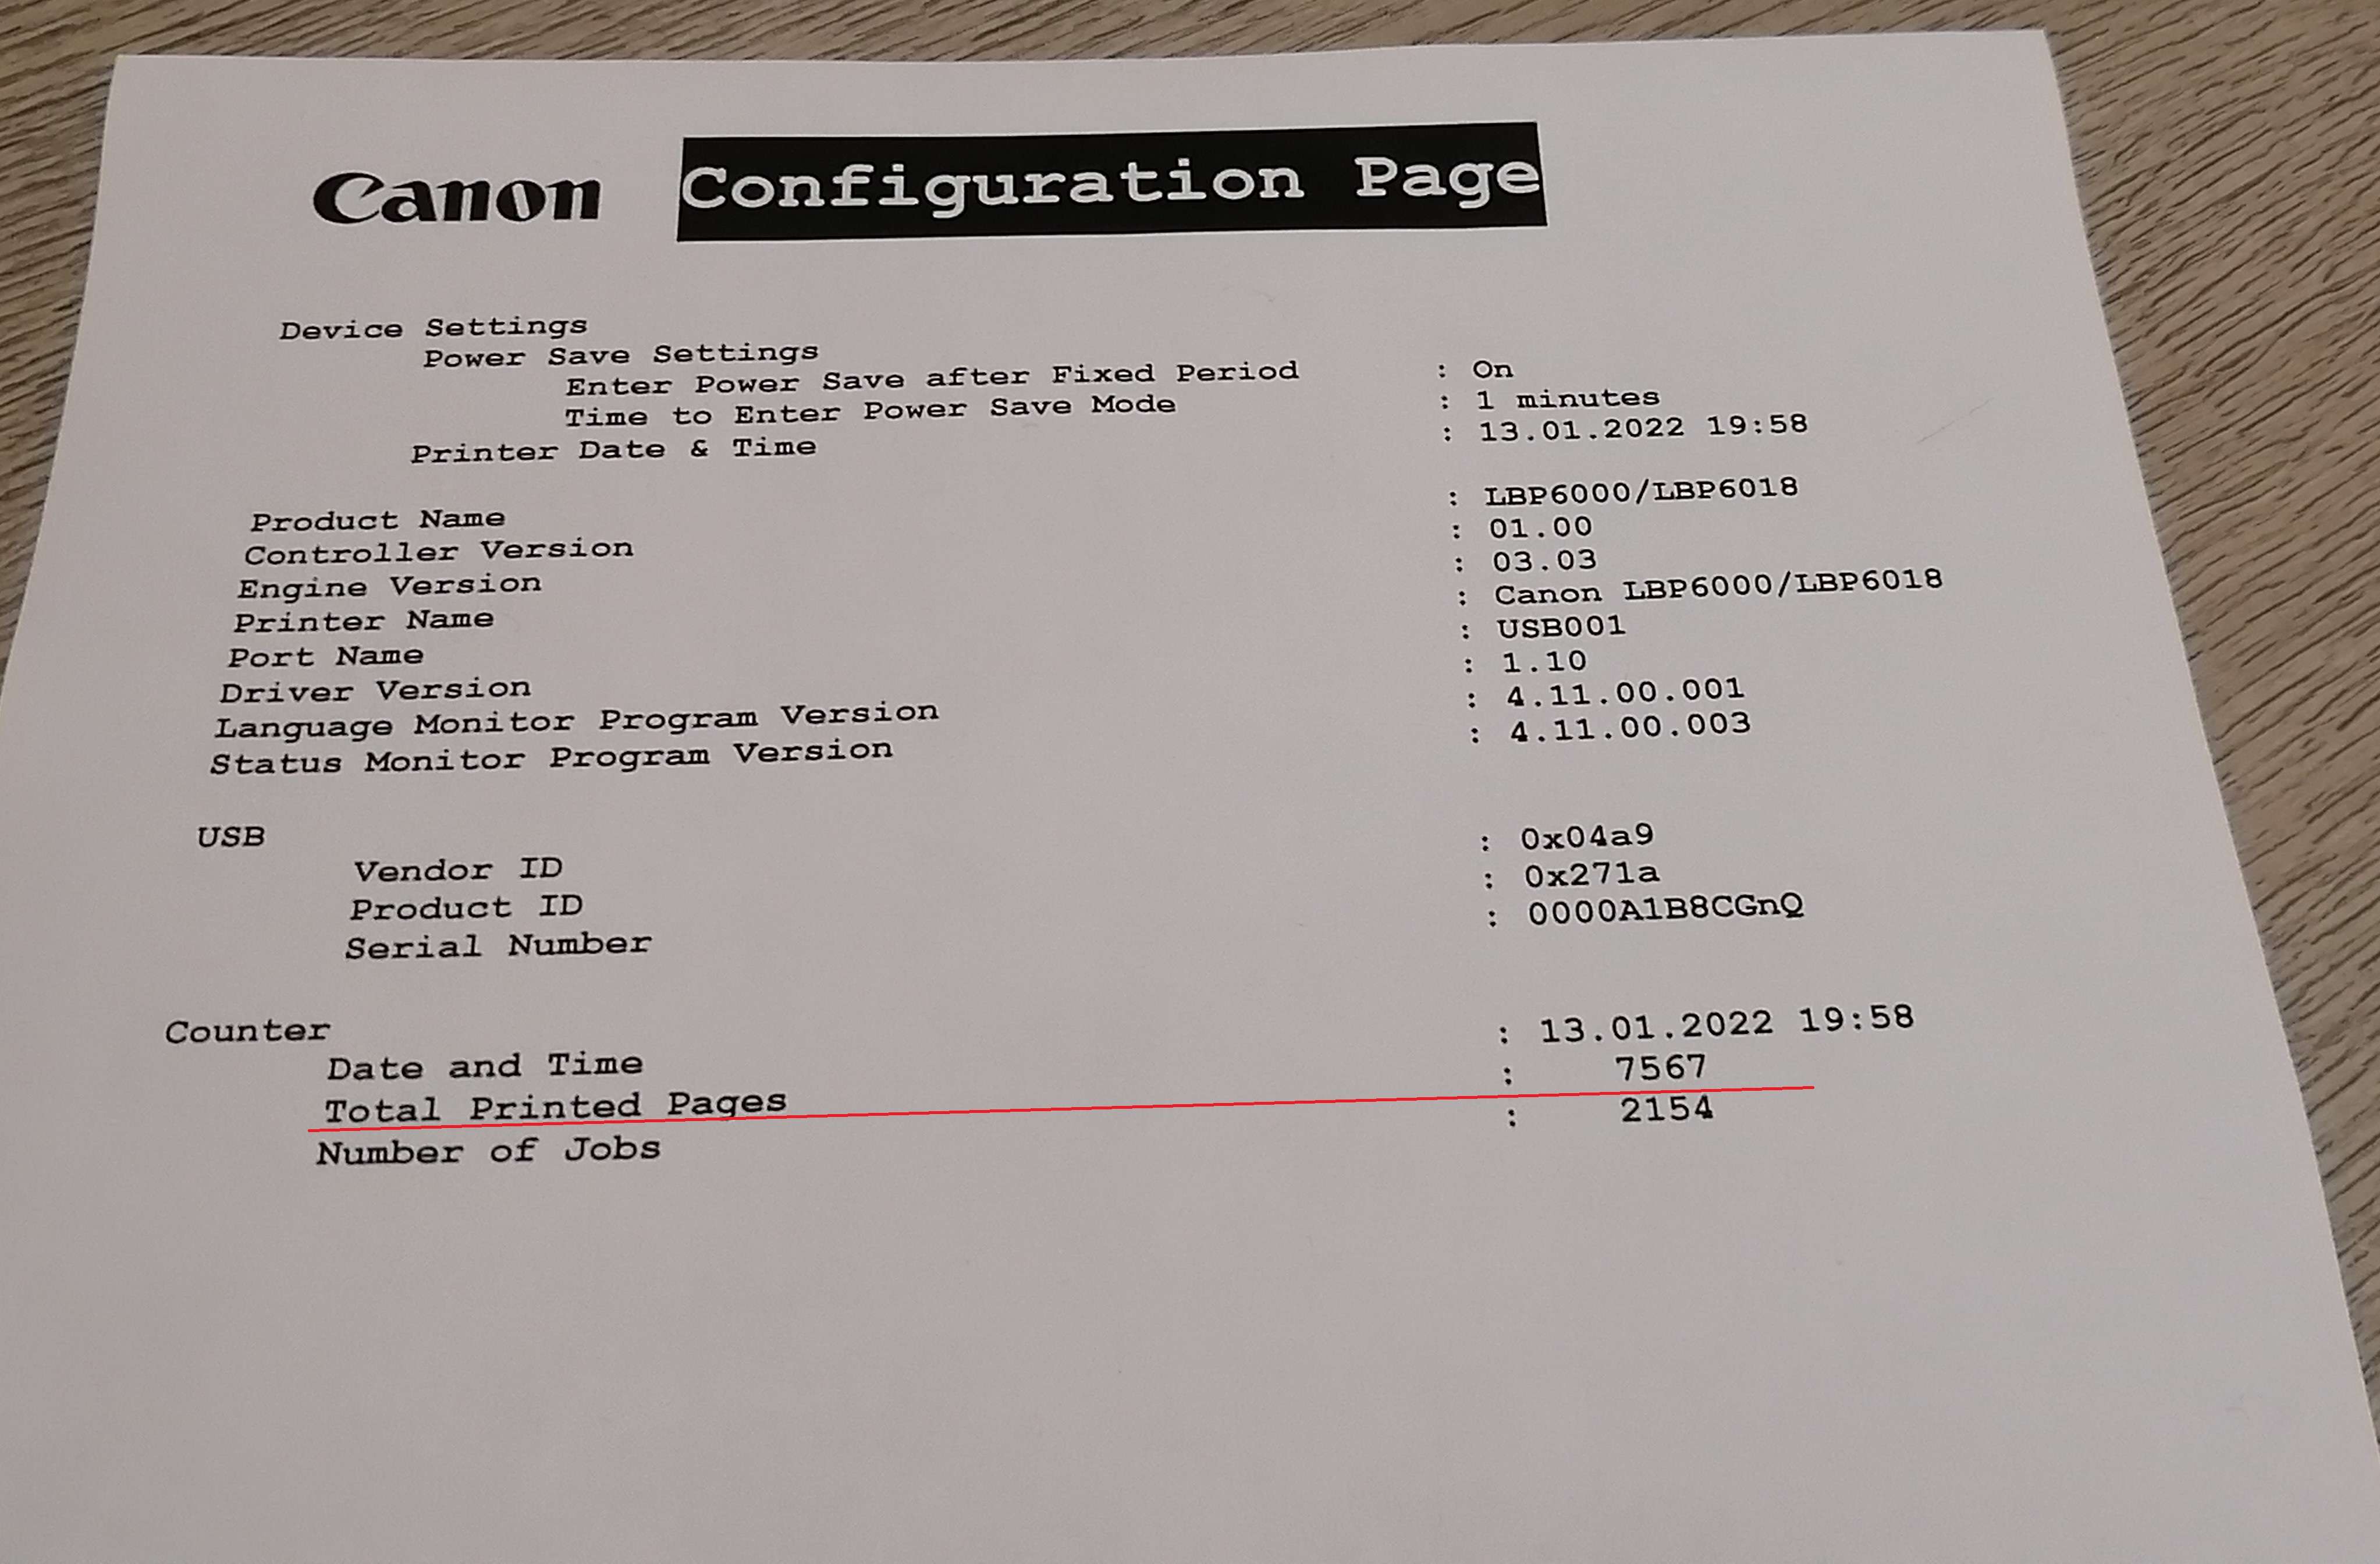 Canon Configuration Page
Device Settings
Power Save Settings
Enter Power Save after Fixed Period : On
Time to Enter Power Save Mode : 1 minutes
Printer Date & Time : 13.01.2022 19:58
Product Name : LBP6000/LBP6018
Controller Version : 01.00
Engine Version : 03.03
Printer Name : Canon LBP6000/LBP6018
Port Name : USB001
Driver Version : 1.10
Language Monitor Program Version : 4.11.00.001
Status Monitor Program Version : 4.11.00.003
USB
Vendor ID : 0x04a9
Product ID : 0x271a
Serial Number : 0000A1B8CGnQ
Counter
Date and Time : 13.01.2022 19:58
Total Printed Pages : 7567
Number of Jobs : 2154